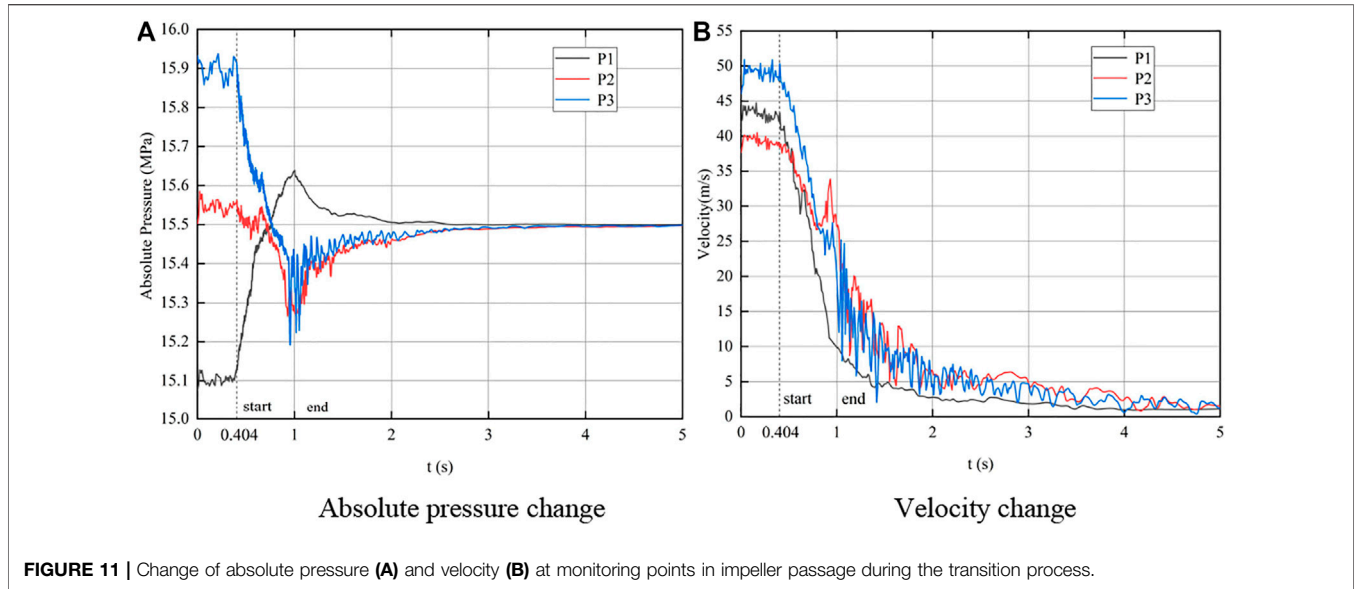 A
16.0
15.9
15.8
15.7
15.6
15.5
15.4
15.3
15.2
15.1
15.0
Absolute Pressure (MPa)
P1
P2
P3
start
end
0 0.404 1 2 3 4 5
t (s)
Absolute pressure change
B
55
50
45
40
35
30
25
20
15
10
5
0
Velocity(m/s)
P1
P2
P3
start
end
0 0.404 1 2 3 4 5
t (s)
Velocity change
FIGURE 11 | Change of absolute pressure (A) and velocity (B) at monitoring points in impeller passage during the transition process.